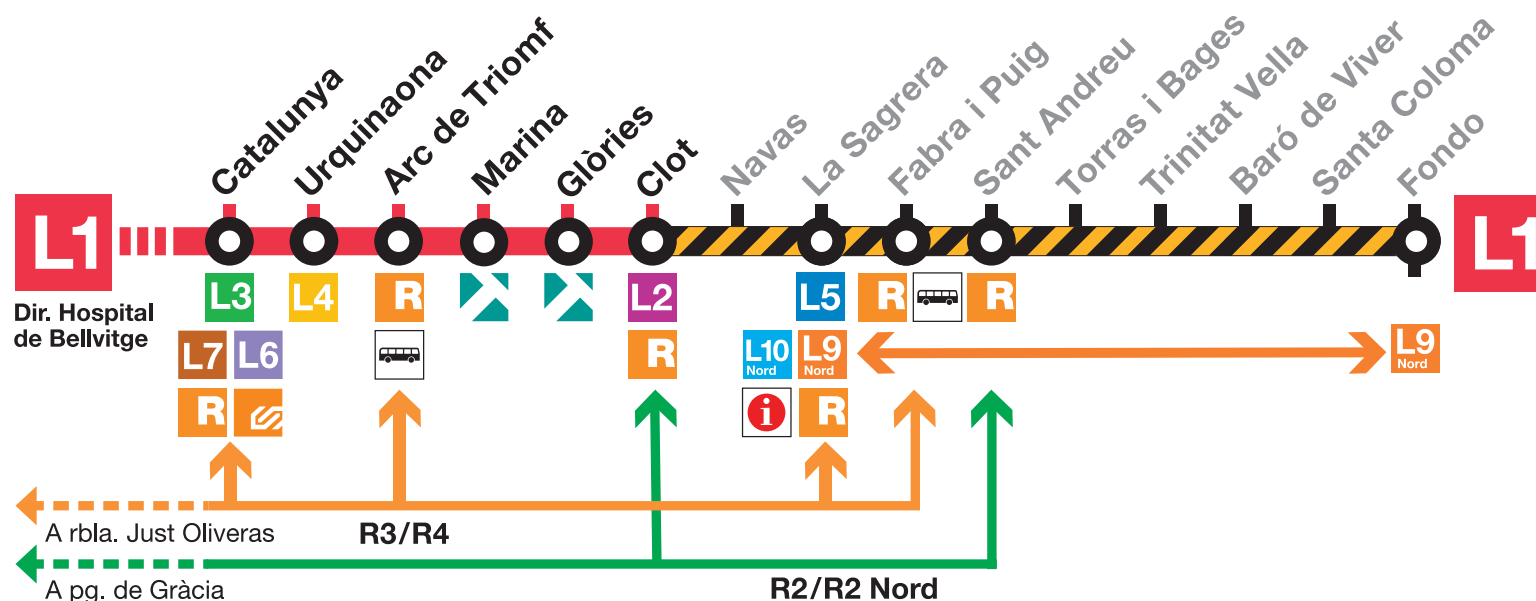 Catalunya
Urquinaona
Arc de Triomf
Marina
Glòries
Clot
Navas
La Sagrera
Fabra i Puig
Sant Andreu
Torras i Bages
Trinitat Vella
Baró de Viver
Santa Coloma
Fondo
L1
L1
Dir. Hospital
de Bellvitge
L3
L4
R
L2
L5
R
R
L7
L6
R
L10
Nord
L9
Nord
L9
Nord
R
i
R
A rbla. Just Oliveras
R3/R4
A pg. de Gràcia
R2/R2 Nord